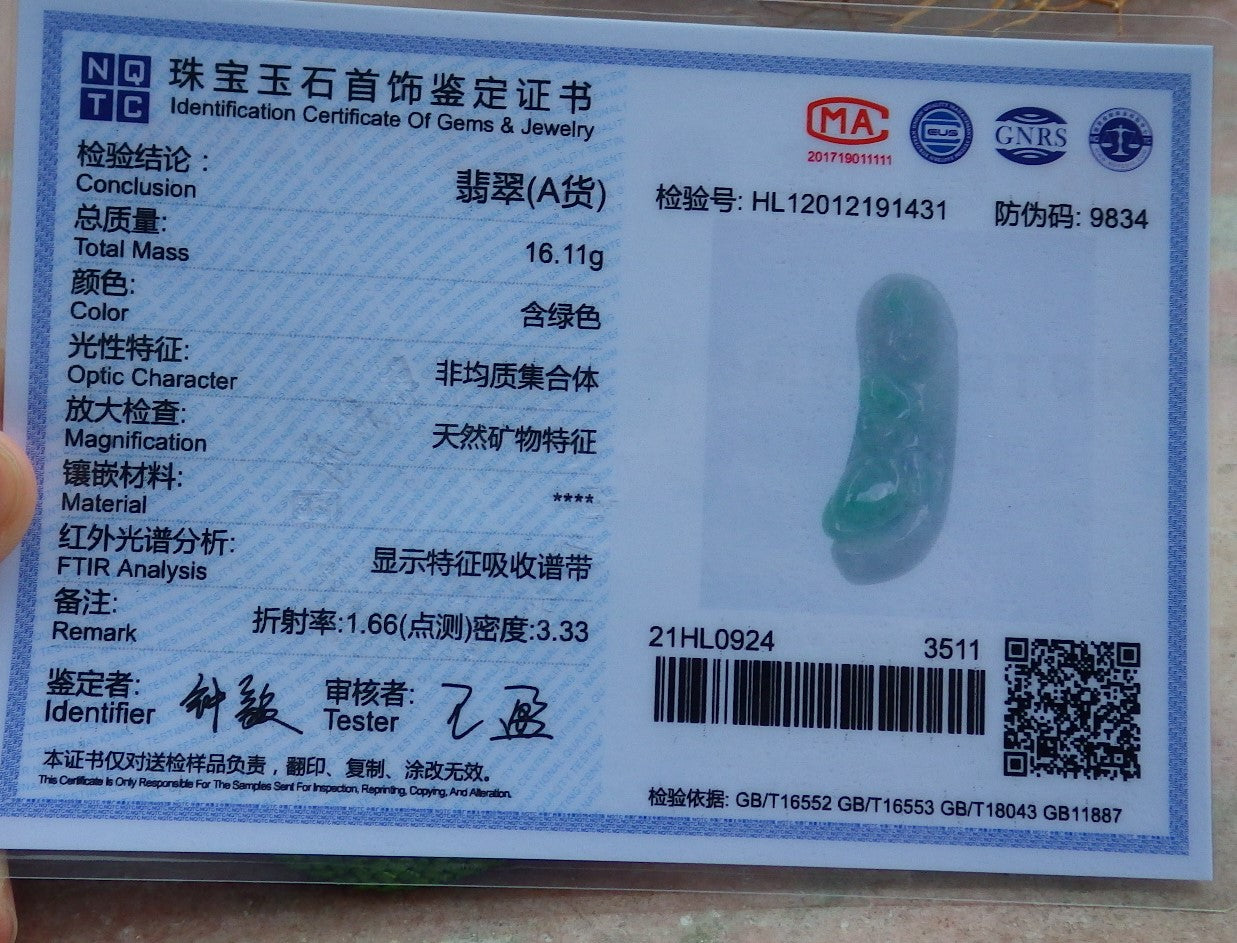 NQ
TC
珠宝玉石首饰鉴定证书
Identification Certificate Of Gems & Jewelry
检验结论：
Conclusion
翡翠(A货)
总质量:
Total Mass
16.11g
颜色:
Color
含绿色
光性特征:
Optic Character
非均质集合体
放大检查:
Magnification
天然矿物特征
镶嵌材料:
Material
****
红外光谱分析:
FTIR Analysis
显示特征吸收谱带
备注:
Remark
折射率:1.66(点测)密度:3.33
鉴定者:
Identifier
审核者:
Tester
本证书仅对送检样品负责，翻印、复制、涂改无效。
This Certificate Is Only Responsible For The Samples Sent For Inspection, Reprinting, Copying, And Alteration.
MA
201719011111
EUS
GNRS
检验号: HL12012191431 防伪码: 9834
21HL0924 3511
检验依据: GB/T16552 GB/T16553 GB/T18043 GB11887